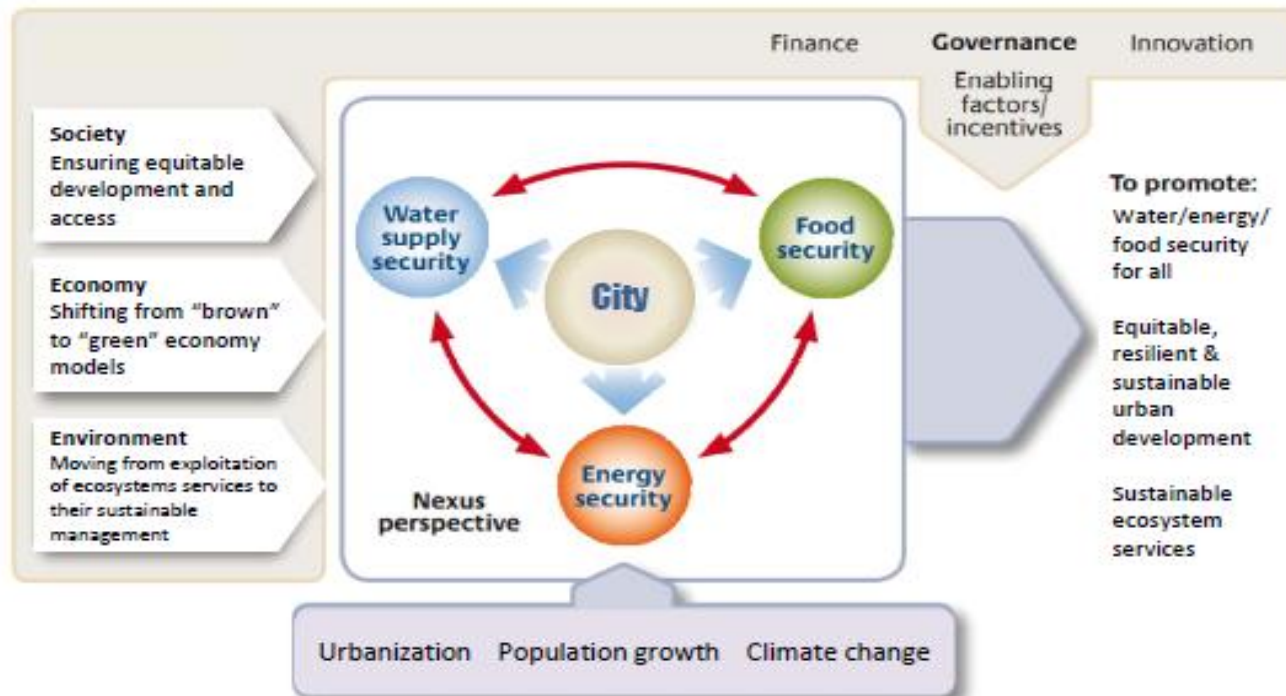 Finance Governance Innovation
Enabling
factors/
incentives
Society
Ensuring equitable
development and
access
Economy
Shifting from “brown”
to “green” economy
models
Environment
Moving from exploitation
of ecosystems services to
their sustainable
management
Water
supply
security
Food
security
City
Energy
security
Nexus
perspective
To promote:
Water/energy/
food security
for all
Equitable,
resilient &
sustainable
urban
development
Sustainable
ecosystem
services
Urbanization Population growth Climate change